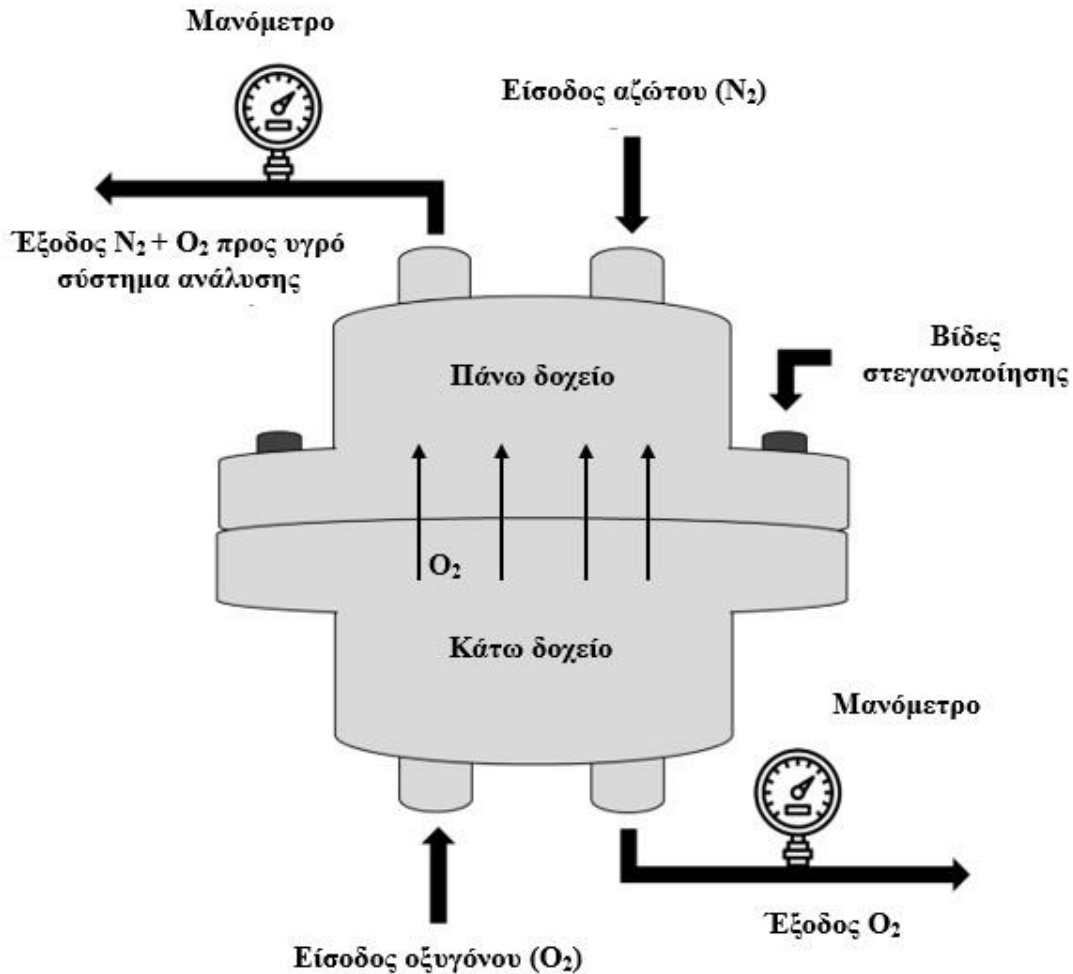 Μανόμετρο
Είσοδος αζώτου (N₂)
Έξοδος N₂ + O₂ προς υγρό
σύστημα ανάλυσης
Βίδες
στεγανοποίησης
Πάνω δοχείο
O₂
Κάτω δοχείο
Μανόμετρο
Έξοδος O₂
Είσοδος οξυγόνου (O₂)